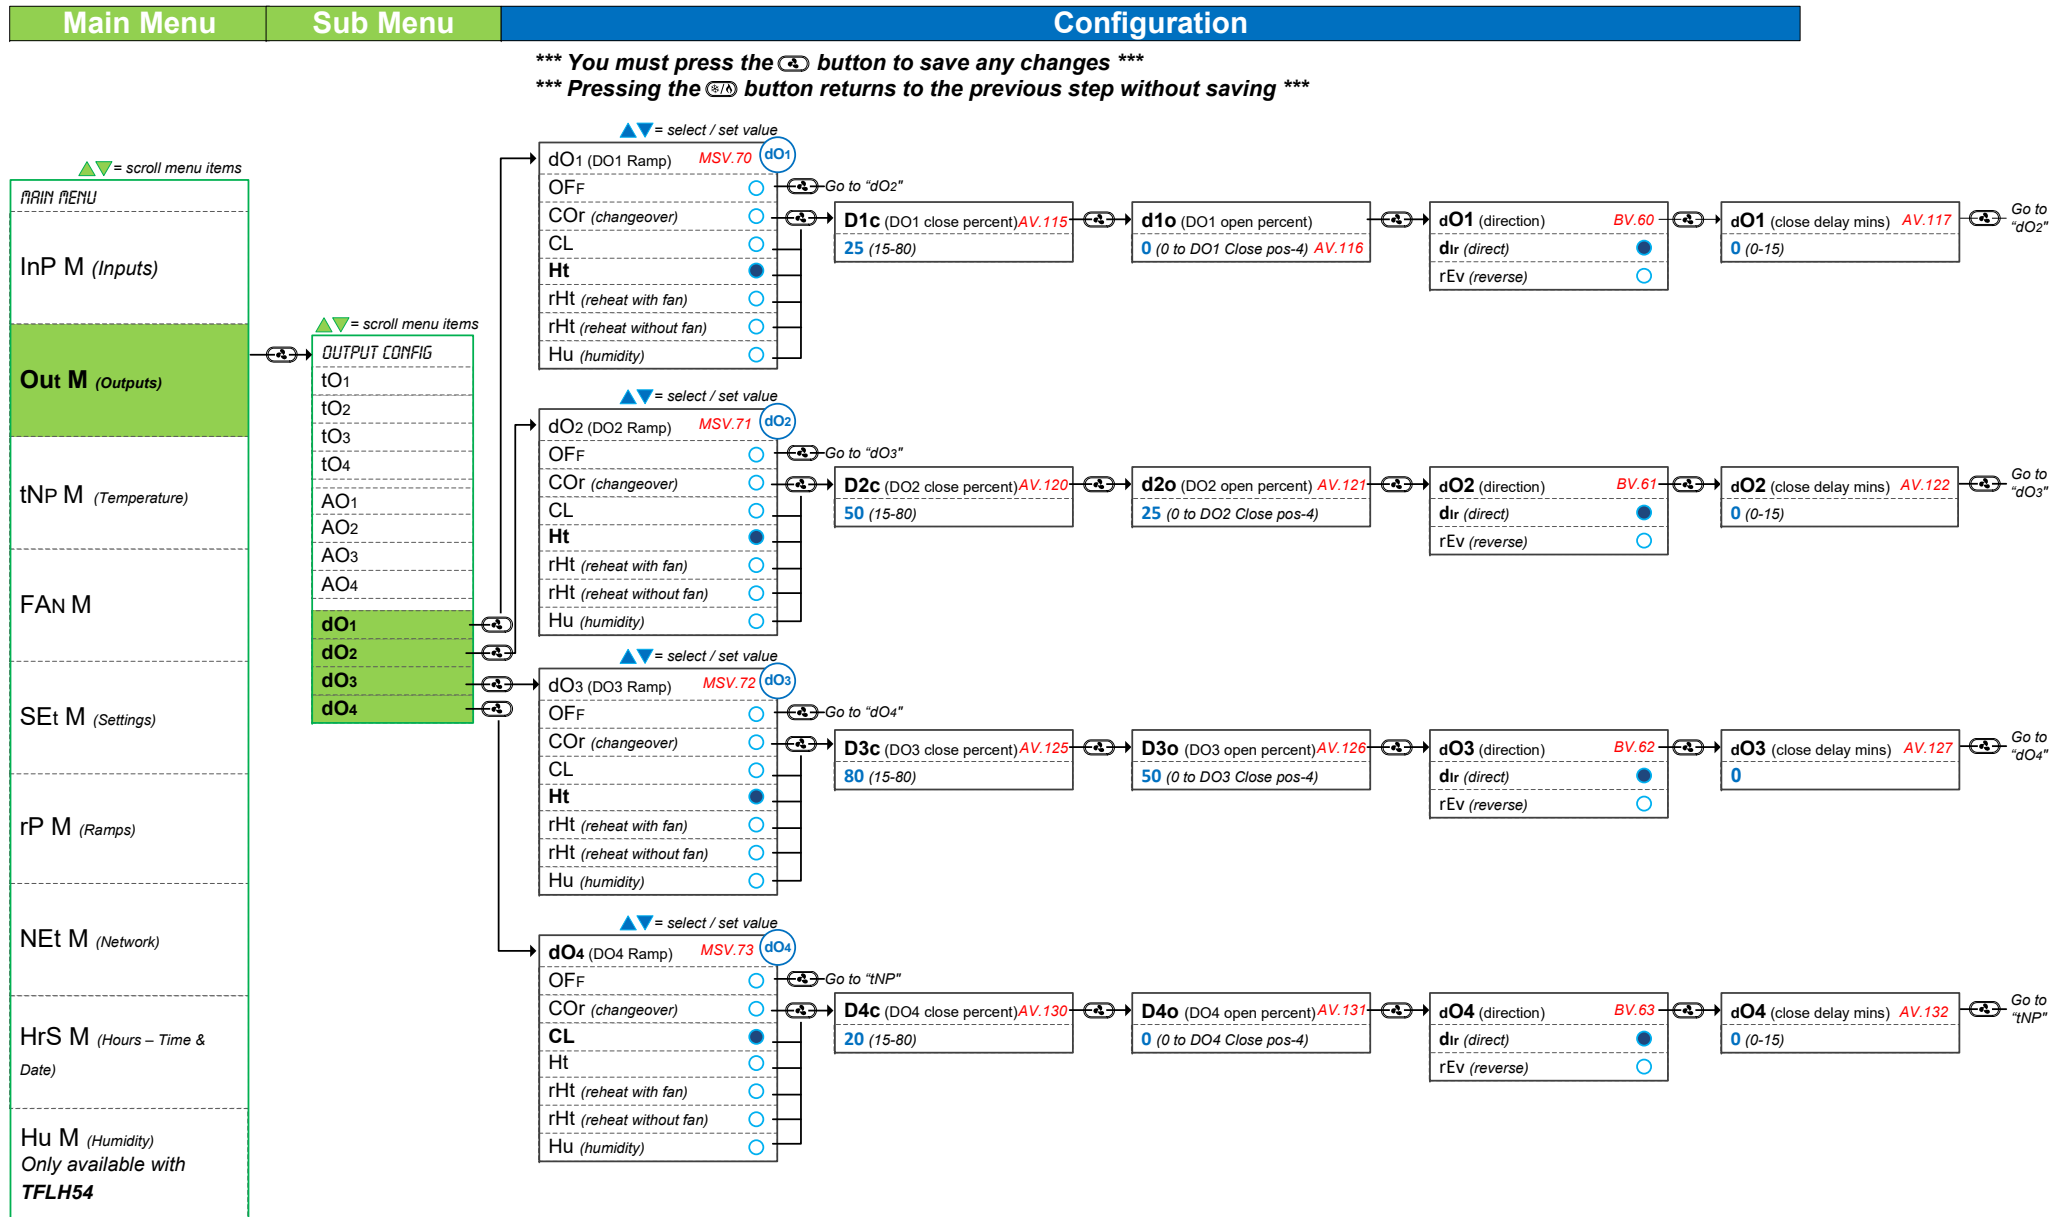 Main Menu
Sub Menu
Configuration
*** You must press the button to save any changes ***
*** Pressing the button returns to the previous step without saving ***
= scroll menu items
MAIN MENU
InP M (Inputs)
Out M (Outputs)
tNP M (Temperature)
FAN M
SEt M (Settings)
rP M (Ramps)
NEt M (Network)
HrS M (Hours – Time &
Date)
Hu M (Humidity)
Only available with
TFLH54
= scroll menu items
OUTPUT CONFIG
tO1
tO2
tO3
tO4
AO1
AO2
AO3
AO4
dO1
dO2
dO3
dO4
= select / set value
dO1 (DO1 Ramp) MSV.70 dO1
OFF
Go to “dO2"
COr (changeover)
CL
Ht
rHt (reheat with fan)
rHt (reheat without fan)
Hu (humidity)
D1c (DO1 close percent) AV.115
25 (15-80)
d1o (DO1 open percent)
0 (0 to DO1 Close pos-4) AV.116
dO1 (direction) BV.60
dIr (direct)
rEv (reverse)
dO1 (close delay mins) AV.117
0 (0-15)
Go to
“dO2"
= select / set value
dO2 (DO2 Ramp) MSV.71 dO2
OFF
Go to “dO3"
COr (changeover)
CL
Ht
rHt (reheat with fan)
rHt (reheat without fan)
Hu (humidity)
D2c (DO2 close percent) AV.120
50 (15-80)
d2o (DO2 open percent) AV.121
25 (0 to DO2 Close pos-4)
dO2 (direction) BV.61
dIr (direct)
rEv (reverse)
dO2 (close delay mins) AV.122
0 (0-15)
Go to
“dO3"
= select / set value
dO3 (DO3 Ramp) MSV.72 dO3
OFF
Go to “dO4"
COr (changeover)
CL
Ht
rHt (reheat with fan)
rHt (reheat without fan)
Hu (humidity)
D3c (DO3 close percent) AV.125
80 (15-80)
D3o (DO3 open percent) AV.126
50 (0 to DO3 Close pos-4)
dO3 (direction) BV.62
dIr (direct)
rEv (reverse)
dO3 (close delay mins) AV.127
0
Go to
“dO4"
= select / set value
dO4 (DO4 Ramp) MSV.73 dO4
OFF
Go to “tNP"
COr (changeover)
CL
Ht
rHt (reheat with fan)
rHt (reheat without fan)
Hu (humidity)
D4c (DO4 close percent) AV.130
20 (15-80)
D4o (DO4 open percent) AV.131
0 (0 to DO4 Close pos-4)
dO4 (direction) BV.63
dIr (direct)
rEv (reverse)
dO4 (close delay mins) AV.132
0 (0-15)
Go to
“tNP"